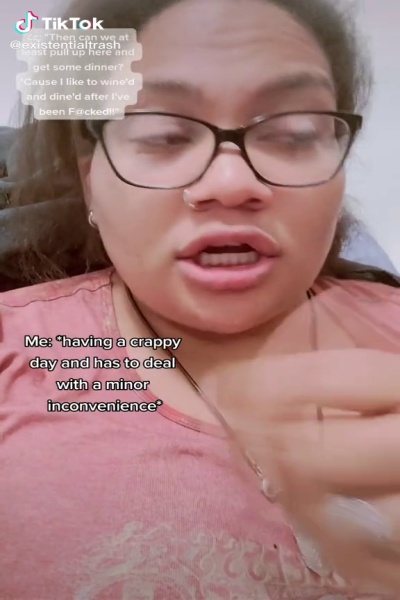 TikTok
@existentialtrash
cc: "Then can we at
least pull up here and
get some dinner?
'Cause I like to wine'd
and dine'd after I've
been F@cked!!"
Me: *having a crappy
day and has to deal
with a minor
inconvenience*